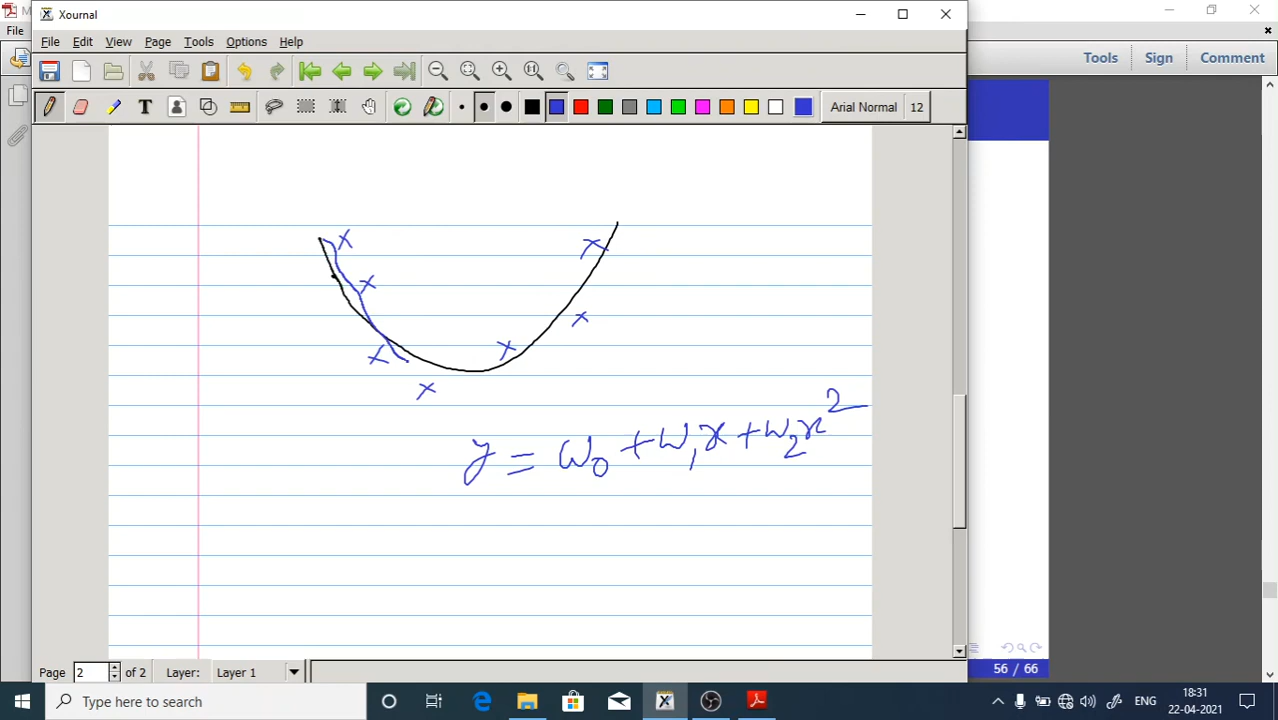 Xournal
File
File Edit View Page Tools Options Help
Tools Sign Comment
T Arial Normal 12
x x
x
x x x
x
y = w₀ + w₁x + w₂x²
Page 2 of 2 Layer: Layer 1
56 / 66
Type here to search
ENG 18:31
22-04-2021